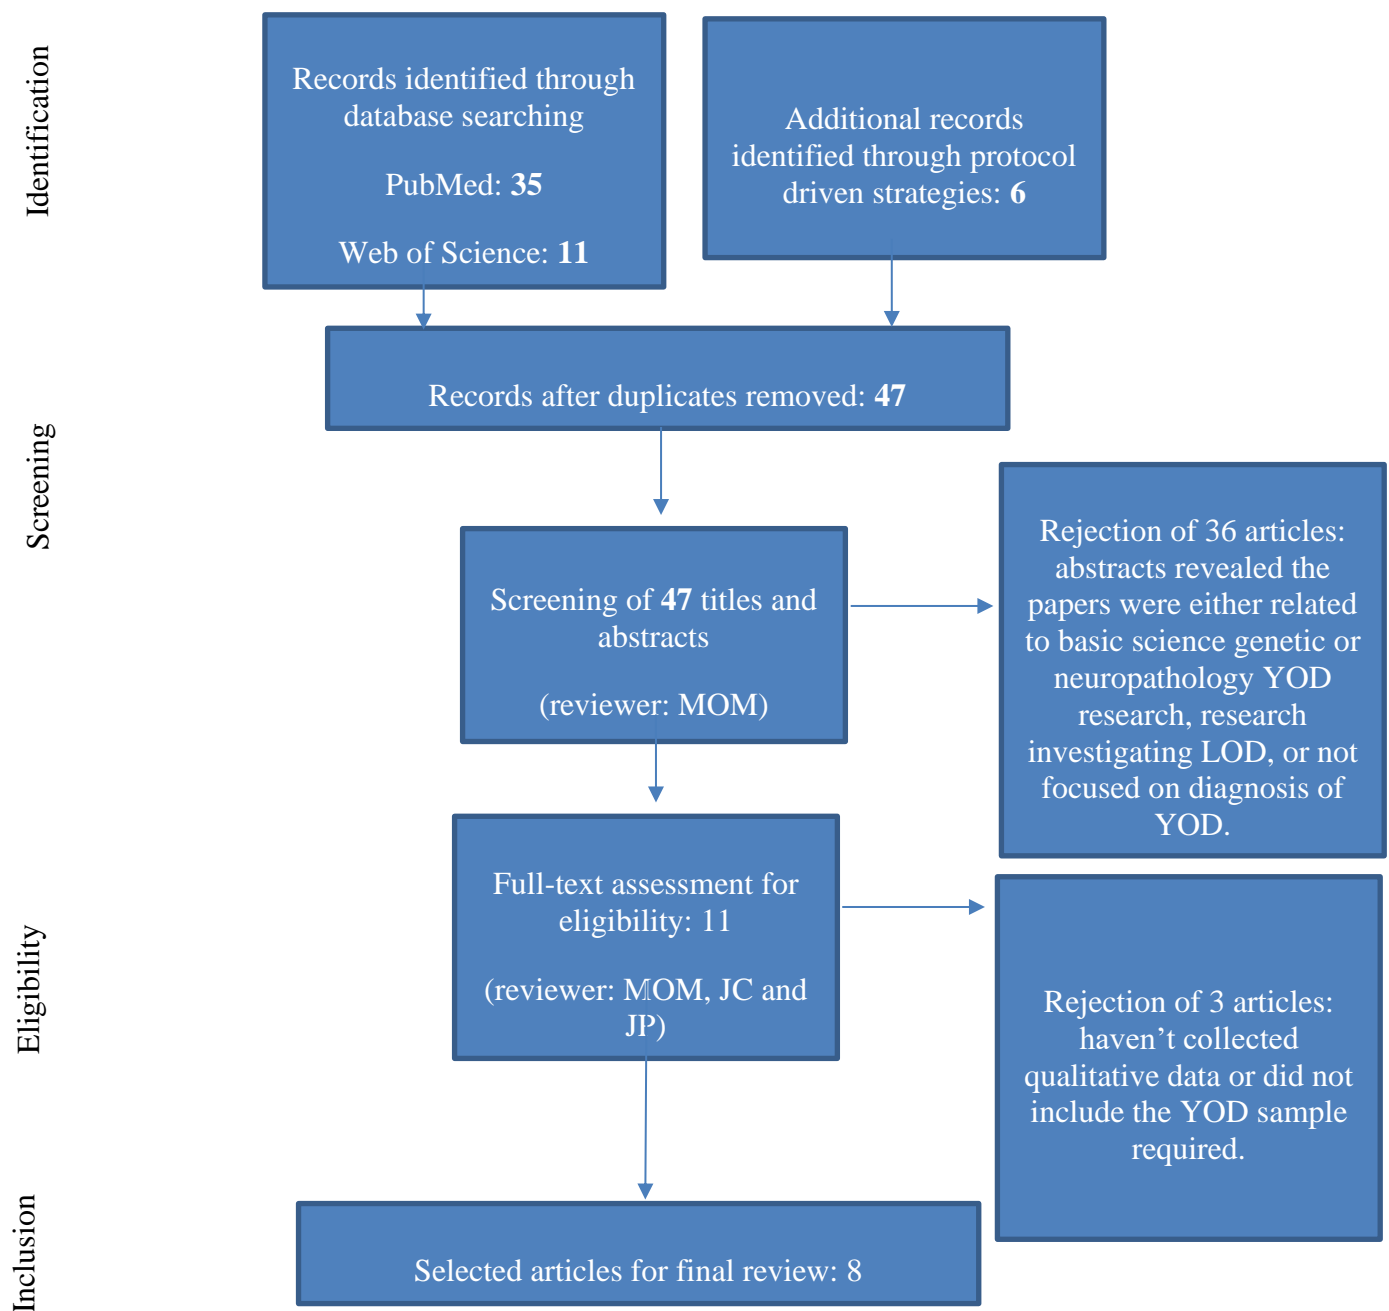 Identification
Records identified through
database searching
PubMed: 35
Web of Science: 11
Additional records
identified through protocol
driven strategies: 6
Records after duplicates removed: 47
Screening
Screening of 47 titles and
abstracts
(reviewer: MOM)
Rejection of 36 articles:
abstracts revealed the
papers were either related
to basic science genetic or
neuropathology YOD
research, research
investigating LOD, or not
focused on diagnosis of
YOD.
Eligibility
Full-text assessment for
eligibility: 11
(reviewer: MOM, JC and
JP)
Rejection of 3 articles:
haven’t collected
qualitative data or did not
include the YOD sample
required.
Inclusion
Selected articles for final review: 8